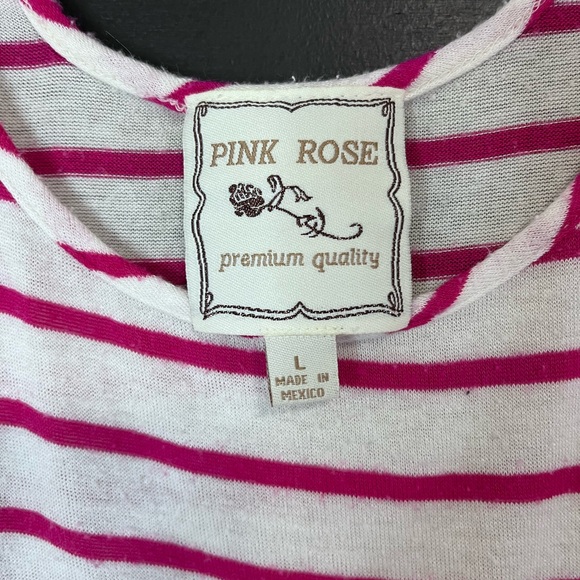 PINK ROSE
premium quality
L
MADE IN
MEXICO